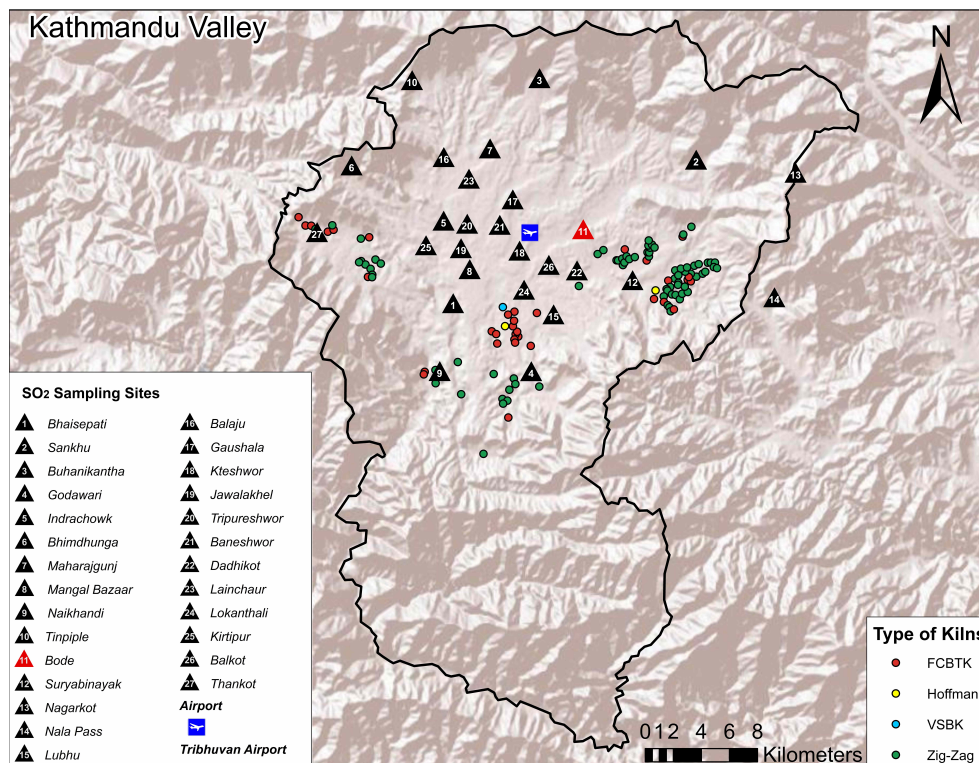 Kathmandu Valley
N
10
3
7
16
6
2
13
23
17
5
20
21
11
27
25
19
18
8
26
22
12
24
14
1
15
9
4
SO2 Sampling Sites
1 Bhaisepati
2 Sankhu
3 Buhanikantha
4 Godawari
5 Indrachowk
6 Bhimdhunga
7 Maharajgunj
8 Mangal Bazaar
9 Naikhandi
10 Tinpiple
11 Bode
12 Suryabinayak
13 Nagarkot
14 Nala Pass
15 Lubhu
16 Balaju
17 Gaushala
18 Kteshwor
19 Jawalakhel
20 Tripureshwor
21 Baneshwor
22 Dadhikot
23 Lainchaur
24 Lokanthali
25 Kirtipur
26 Balkot
27 Thankot
Airport
Tribhuvan Airport
0 1 2 4 6 8
Kilometers
Type of Kilns
FCBTK
Hoffman
VSBK
Zig-Zag